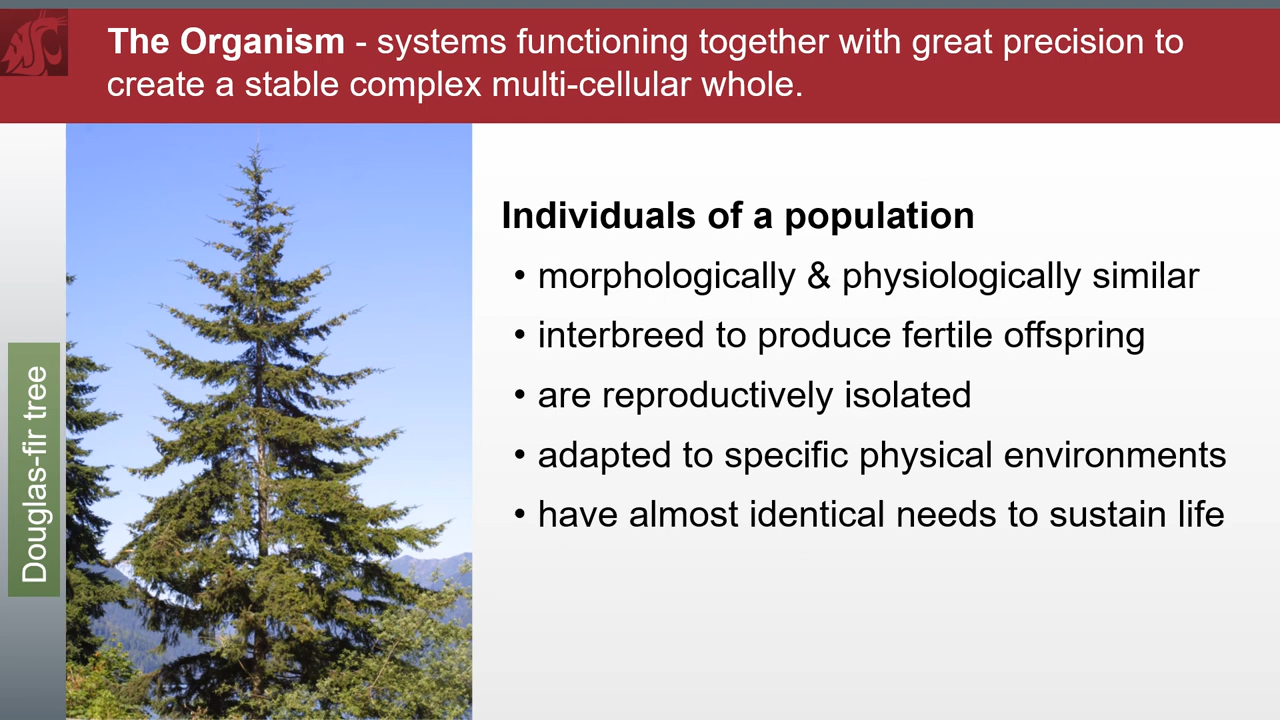 The Organism - systems functioning together with great precision to
create a stable complex multi-cellular whole.
Douglas-fir tree
Individuals of a population
• morphologically & physiologically similar
• interbreed to produce fertile offspring
• are reproductively isolated
• adapted to specific physical environments
• have almost identical needs to sustain life